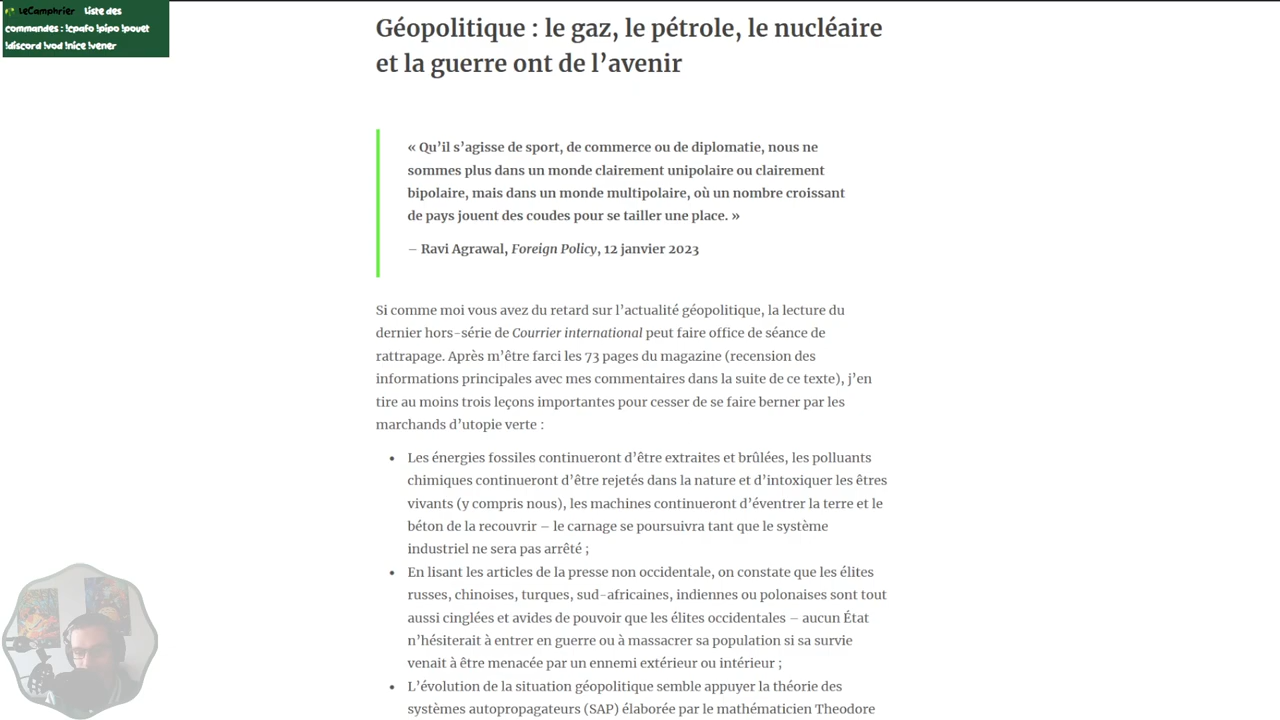 LeCamphrier Liste des
commandes : !cpafo !pipo !pouet
!discord !vod !nice !vener
Géopolitique : le gaz, le pétrole, le nucléaire
et la guerre ont de l’avenir
« Qu’il s’agisse de sport, de commerce ou de diplomatie, nous ne
sommes plus dans un monde clairement unipolaire ou clairement
bipolaire, mais dans un monde multipolaire, où un nombre croissant
de pays jouent des coudes pour se tailler une place. »
– Ravi Agrawal, Foreign Policy, 12 janvier 2023
Si comme moi vous avez du retard sur l’actualité géopolitique, la lecture du
dernier hors-série de Courrier international peut faire office de séance de
rattrapage. Après m’être farci les 73 pages du magazine (recension des
informations principales avec mes commentaires dans la suite de ce texte), j’en
tire au moins trois leçons importantes pour cesser de se faire berner par les
marchands d’utopie verte :
• Les énergies fossiles continueront d’être extraites et brûlées, les polluants
chimiques continueront d’être rejetés dans la nature et d’intoxiquer les êtres
vivants (y compris nous), les machines continueront d’éventrer la terre et le
béton de la recouvrir – le carnage se poursuivra tant que le système
industriel ne sera pas arrêté ;
• En lisant les articles de la presse non occidentale, on constate que les élites
russes, chinoises, turques, sud-africaines, indiennes ou polonaises sont tout
aussi cinglées et avides de pouvoir que les élites occidentales – aucun État
n’hésiterait à entrer en guerre ou à massacrer sa population si sa survie
venait à être menacée par un ennemi extérieur ou intérieur ;
• L’évolution de la situation géopolitique semble appuyer la théorie des
systèmes autopropagateurs (SAP) élaborée par le mathématicien Theodore